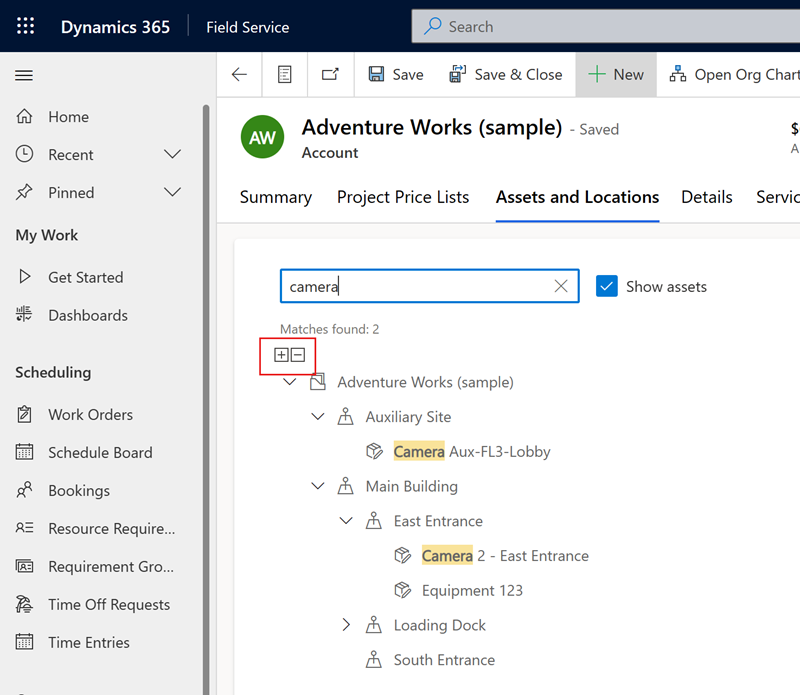 Dynamics 365 Field Service Search
Save Save & Close New Open Org Chart
Home
Recent
Pinned
My Work
Get Started
Dashboards
Scheduling
Work Orders
Schedule Board
Bookings
Resource Require...
Requirement Gro...
Time Off Requests
Time Entries
AW
Adventure Works (sample) - Saved
Account
$
A
Summary Project Price Lists Assets and Locations Details Servic
camera Show assets
Matches found: 2
Adventure Works (sample)
Auxiliary Site
Camera Aux-FL3-Lobby
Main Building
East Entrance
Camera 2 - East Entrance
Equipment 123
Loading Dock
South Entrance